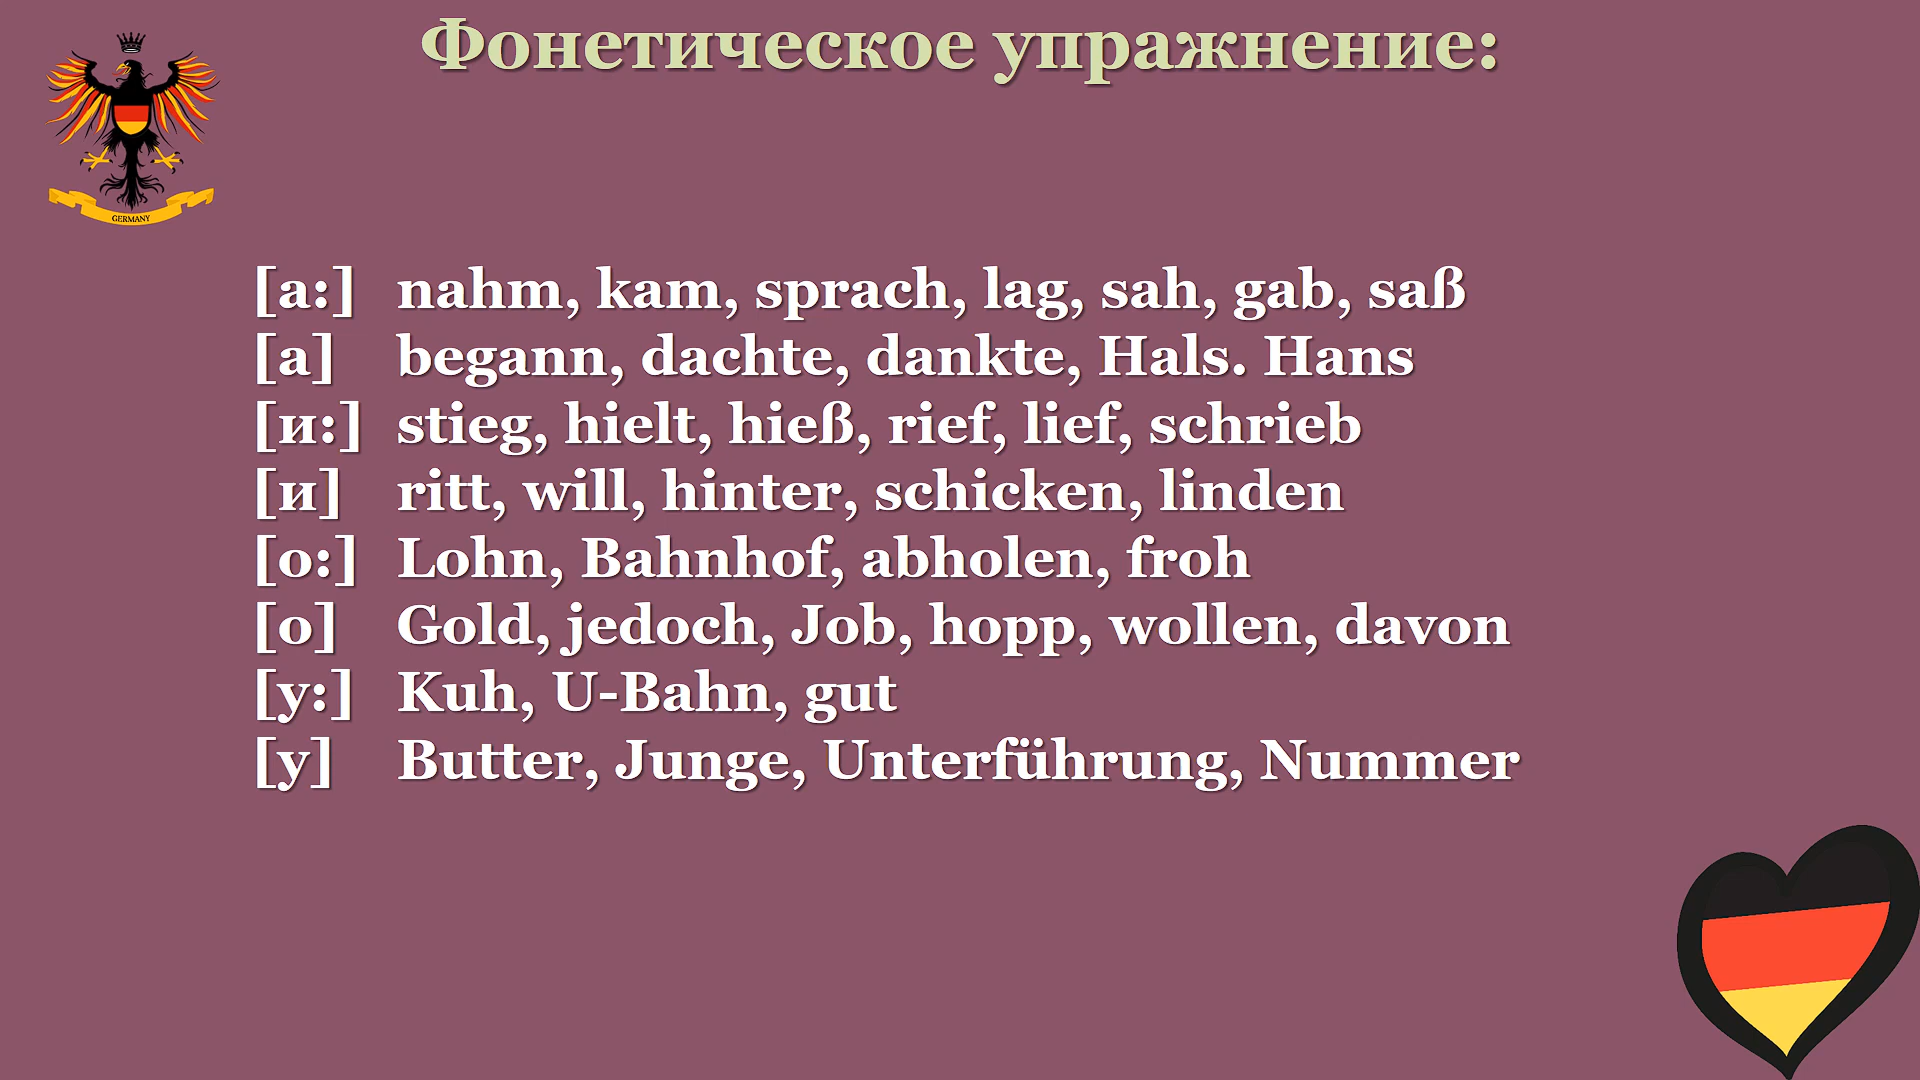 Фонетическое упражнение:
GERMANY
[а:] nahm, kam, sprach, lag, sah, gab, saß
[а] begann, dachte, dankte, Hals. Hans
[и:] stieg, hielt, hieß, rief, lief, schrieb
[и] ritt, will, hinter, schicken, linden
[о:] Lohn, Bahnhof, abholen, froh
[о] Gold, jedoch, Job, hopp, wollen, davon
[у:] Kuh, U-Bahn, gut
[у] Butter, Junge, Unterführung, Nummer